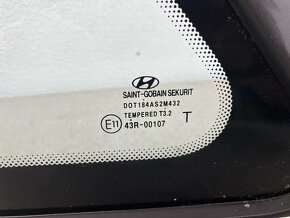 SAINT-GOBAIN SEKURIT
DOT184AS2M432
TEMPERED T3.2
E11 43R-00107 T